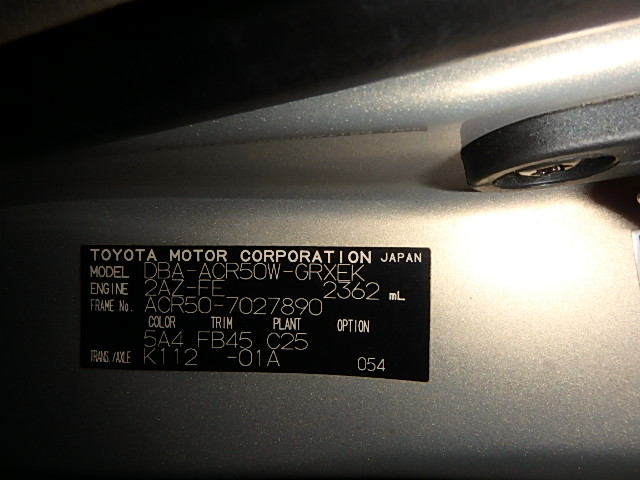 TOYOTA MOTOR CORPORATION JAPAN
MODEL DBA-ACR50W-GRXEK
ENGINE 2AZ-FE 2362 mL
FRAME No. ACR50-7027890
COLOR TRIM PLANT OPTION
5A4 FB45 C25
TRANS./AXLE K112 -01A 054